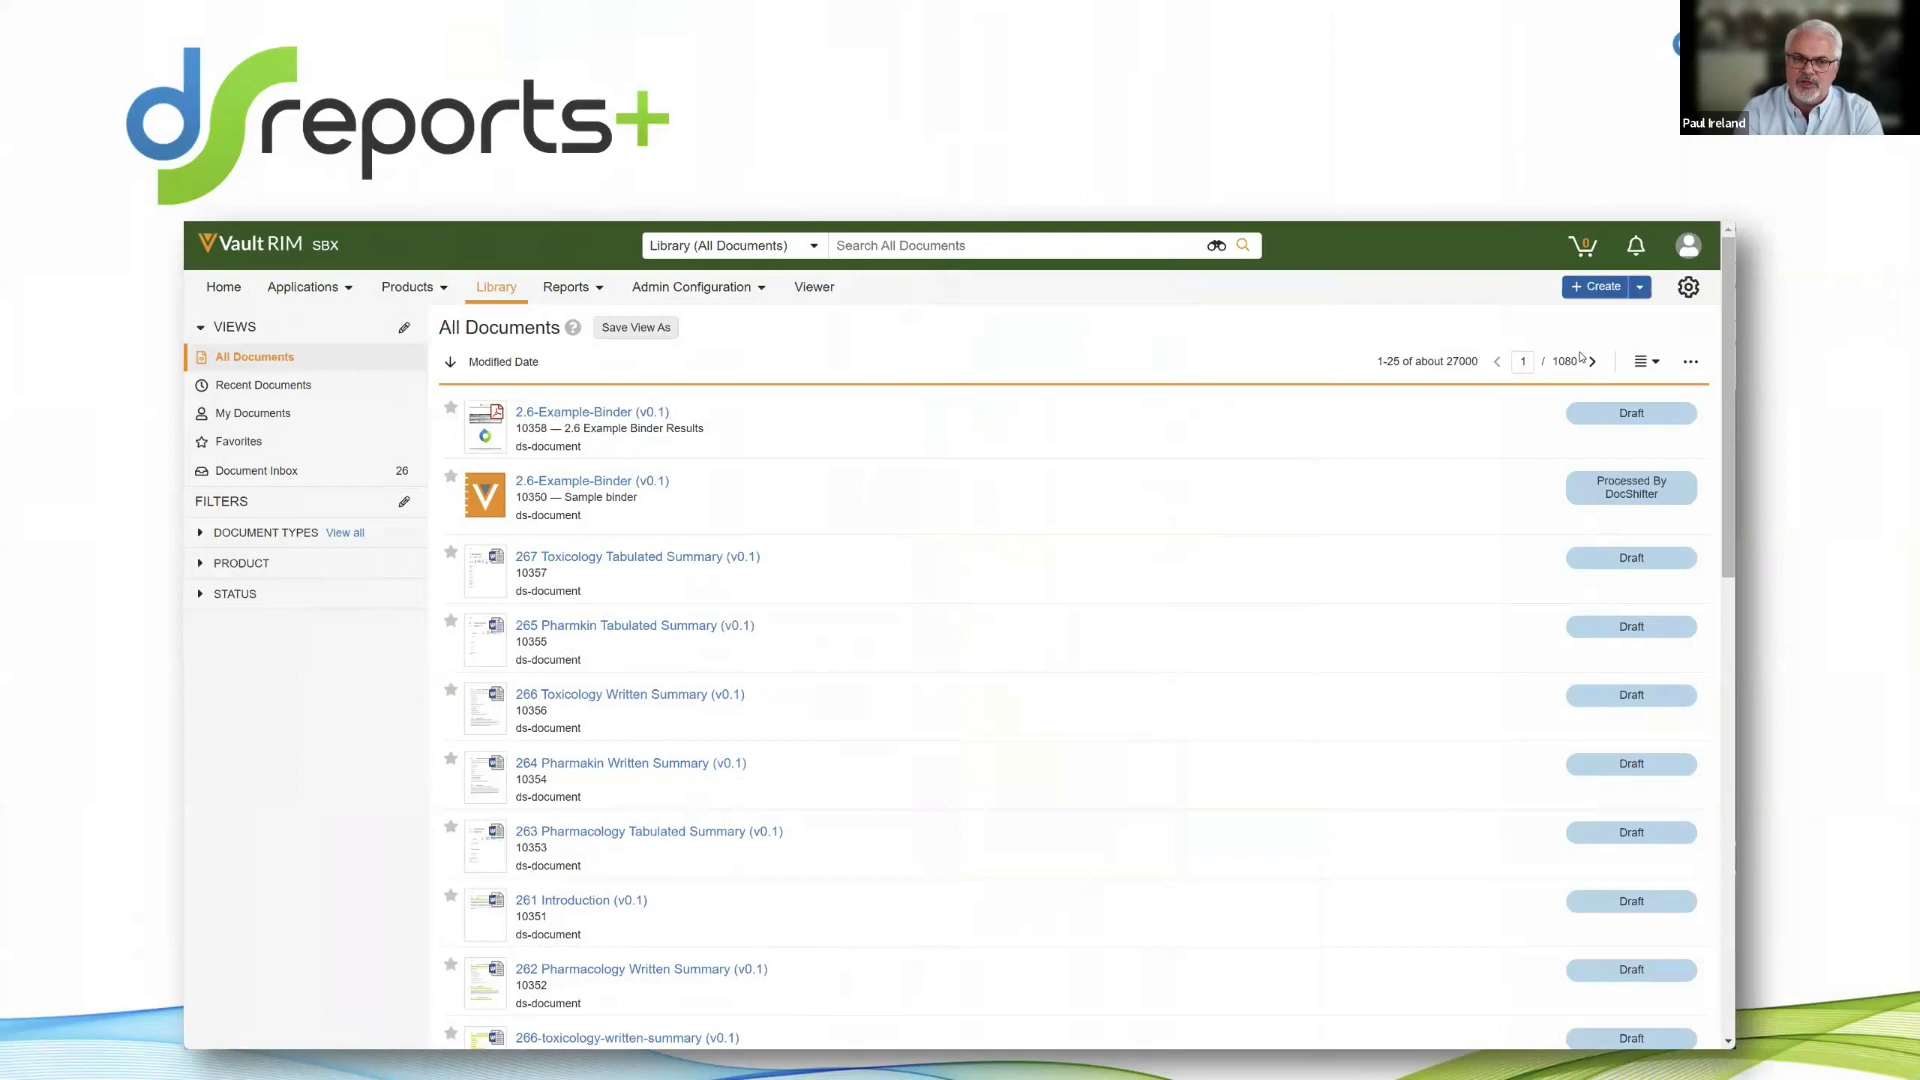 ds reports+
Paul Ireland
Vault RIM SBX
Library (All Documents)
Search All Documents
0
Home
Applications
Products
Library
Reports
Admin Configuration
Viewer
+ Create
VIEWS
All Documents
Recent Documents
My Documents
Favorites
Document Inbox 26
FILTERS
DOCUMENT TYPES View all
PRODUCT
STATUS
All Documents ? Save View As
Modified Date
1-25 of about 27000
1 / 1080
2.6-Example-Binder (v0.1)
10358 — 2.6 Example Binder Results
ds-document
Draft
2.6-Example-Binder (v0.1)
10350 — Sample binder
ds-document
Processed By
DocShifter
267 Toxicology Tabulated Summary (v0.1)
10357
ds-document
Draft
265 Pharmkin Tabulated Summary (v0.1)
10355
ds-document
Draft
266 Toxicology Written Summary (v0.1)
10356
ds-document
Draft
264 Pharmakin Written Summary (v0.1)
10354
ds-document
Draft
263 Pharmacology Tabulated Summary (v0.1)
10353
ds-document
Draft
261 Introduction (v0.1)
10351
ds-document
Draft
262 Pharmacology Written Summary (v0.1)
10352
ds-document
Draft
266-toxicology-written-summary (v0.1)
Draft